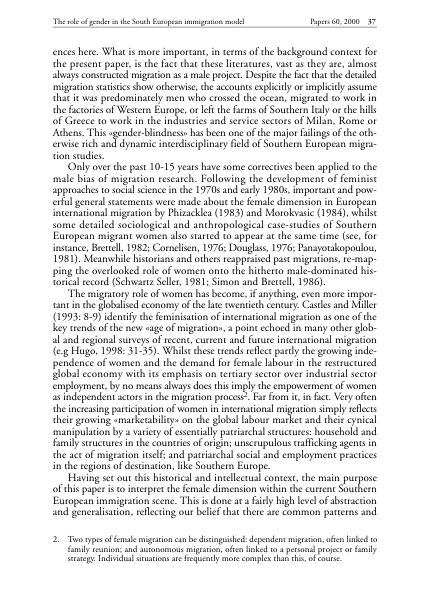 The role of gender in the South European immigration model
Papers 60, 2000 37
ences here. What is more important, in terms of the background context for
the present paper, is the fact that these literatures, vast as they are, almost
always constructed migration as a male project. Despite the fact that the detailed
migration statistics show otherwise, the accounts explicitly or implicitly assume
that it was predominately men who crossed the ocean, migrated to work in
the factories of Western Europe, or left the farms of Southern Italy or the hills
of Greece to work in the industries and service sectors of Milan, Rome or
Athens. This «gender-blindness» has been one of the major failings of the oth-
erwise rich and dynamic interdisciplinary field of Southern European migra-
tion studies.
Only over the past 10-15 years have some correctives been applied to the
male bias of migration research. Following the development of feminist
approaches to social science in the 1970s and early 1980s, important and pow-
erful general statements were made about the female dimension in European
international migration by Phizacklea (1983) and Morokvasic (1984), whilst
some detailed sociological and anthropological case-studies of Southern
European migrant women also started to appear at the same time (see, for
instance, Brettell, 1982; Cornelisen, 1976; Douglass, 1976; Panayotakopoulou,
1981). Meanwhile historians and others reappraised past migrations, re-map-
ping the overlooked role of women onto the hitherto male-dominated his-
torical record (Schwartz Seller, 1981; Simon and Brettell, 1986).
The migratory role of women has become, if anything, even more impor-
tant in the globalised economy of the late twentieth century. Castles and Miller
(1993: 8-9) identify the feminisation of international migration as one of the
key trends of the new «age of migration», a point echoed in many other glob-
al and regional surveys of recent, current and future international migration
(e.g Hugo, 1998: 31-35). Whilst these trends reflect partly the growing inde-
pendence of women and the demand for female labour in the restructured
global economy with its emphasis on tertiary sector over industrial sector
employment, by no means always does this imply the empowerment of women
as independent actors in the migration process2. Far from it, in fact. Very often
the increasing participation of women in international migration simply reflects
their growing «marketability» on the global labour market and their cynical
manipulation by a variety of essentially patriarchal structures: household and
family structures in the countries of origin; unscrupulous trafficking agents in
the act of migration itself; and patriarchal social and employment practices
in the regions of destination, like Southern Europe.
Having set out this historical and intellectual context, the main purpose
of this paper is to interpret the female dimension within the current Southern
European immigration scene. This is done at a fairly high level of abstraction
and generalisation, reflecting our belief that there are common patterns and
2. Two types of female migration can be distinguished: dependent migration, often linked to
family reunion; and autonomous migration, often linked to a personal project or family
strategy. Individual situations are frequently more complex than this, of course.